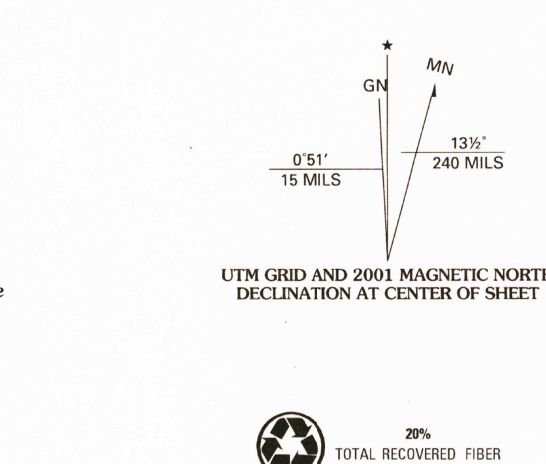 ★
MN
GN
0°51′
15 MILS
13½°
240 MILS
UTM GRID AND 2001 MAGNETIC NORTH
DECLINATION AT CENTER OF SHEET
e
20%
TOTAL RECOVERED FIBER